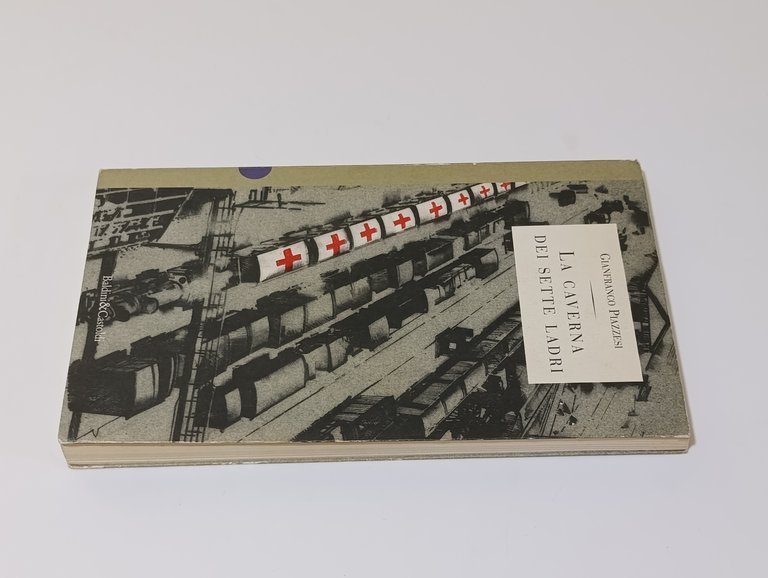 GIANFRANCO PIAZZESI
LA CAVERNA
DEI SETTE LADRI
Baldini&Castoldi